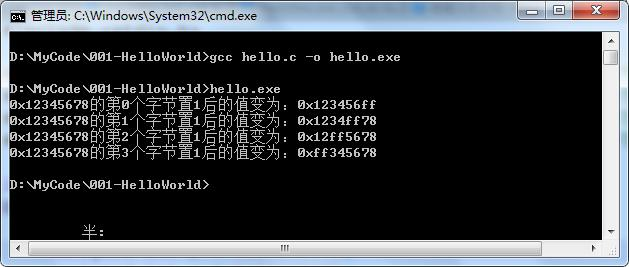 管理员: C:\Windows\System32\cmd.exe
D:\MyCode\001-HelloWorld>gcc hello.c -o hello.exe
D:\MyCode\001-HelloWorld>hello.exe
0x12345678的第0个字节置1后的值变为：0x123456ff
0x12345678的第1个字节置1后的值变为：0x1234ff78
0x12345678的第2个字节置1后的值变为：0x12ff5678
0x12345678的第3个字节置1后的值变为：0xff345678
D:\MyCode\001-HelloWorld>
半：